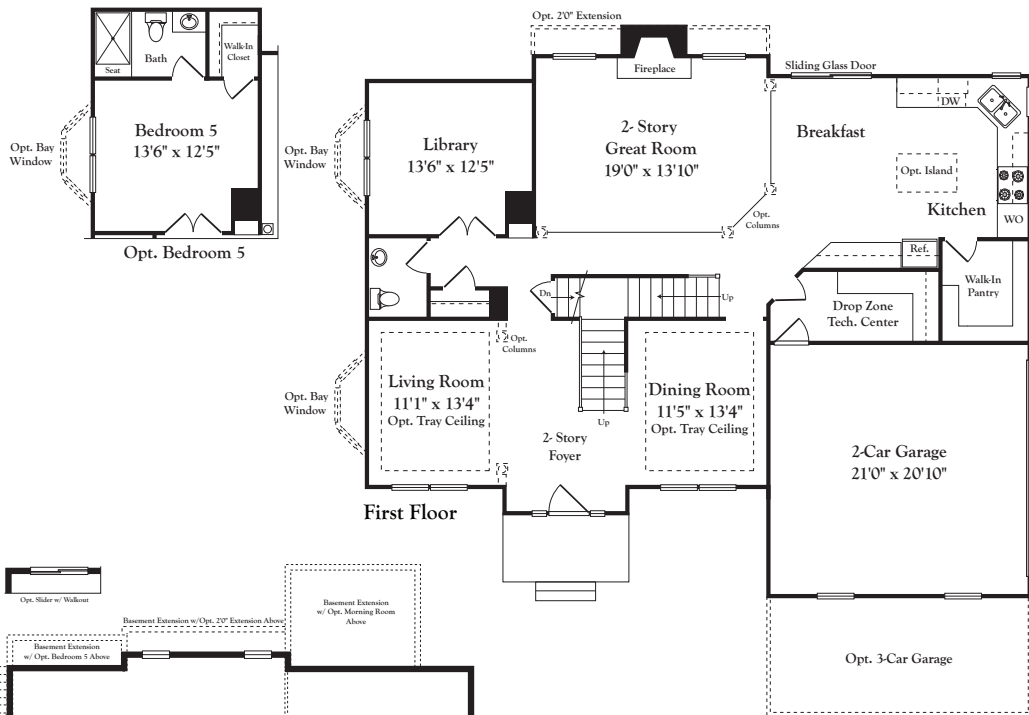 Opt. 2'0" Extension
Fireplace
Sliding Glass Door
Seat
Bath
Walk-In
Closet
Opt. Bay
Window
Bedroom 5
13'6" x 12'5"
Opt. Bedroom 5
Opt. Bay
Window
Library
13'6" x 12'5"
2- Story
Great Room
19'0" x 13'10"
Opt.
Columns
Breakfast
DW
Opt. Island
Kitchen
WO
Ref.
Walk-In
Pantry
Drop Zone
Tech. Center
Dn
Up
Opt.
Columns
Opt. Bay
Window
Living Room
11'1" x 13'4"
Opt. Tray Ceiling
Up
2- Story
Foyer
Dining Room
11'5" x 13'4"
Opt. Tray Ceiling
2-Car Garage
21'0" x 20'10"
First Floor
Opt. 3-Car Garage
Opt. Slider w/ Walkout
Basement Extension
w/ Opt. Bedroom 5 Above
Basement Extension w/Opt. 2'0" Extension Above
Basement Extension
w/ Opt. Morning Room
Above